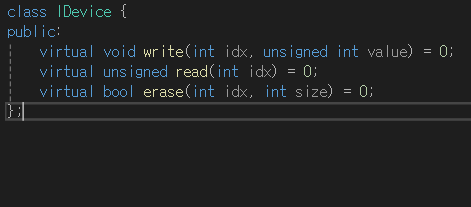 class IDevice {
public:
    virtual void write(int idx, unsigned int value) = 0;
    virtual unsigned read(int idx) = 0;
    virtual bool erase(int idx, int size) = 0;
};